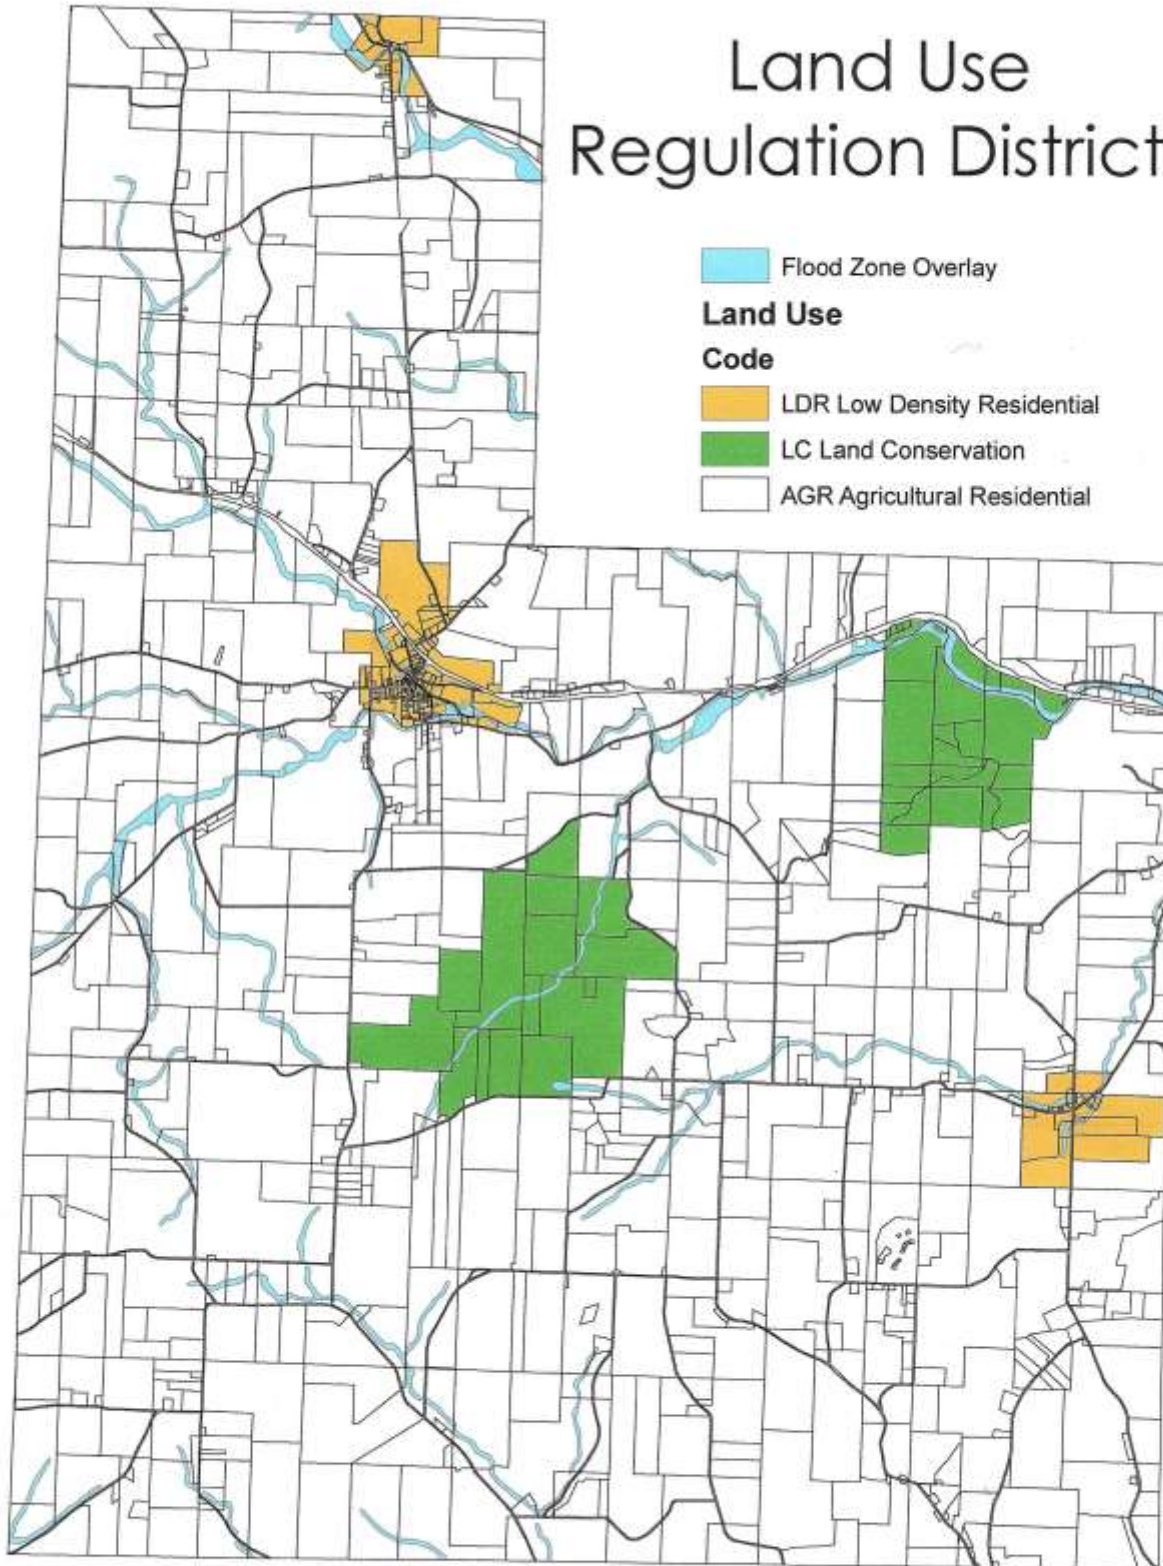 Land Use
Regulation District
Flood Zone Overlay
Land Use
Code
LDR Low Density Residential
LC Land Conservation
AGR Agricultural Residential